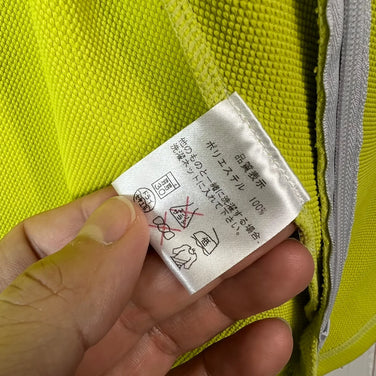 品質表示
ポリエステル 100%
他のものと一緒に洗濯する場合、
洗濯ネットに入れて下さい。